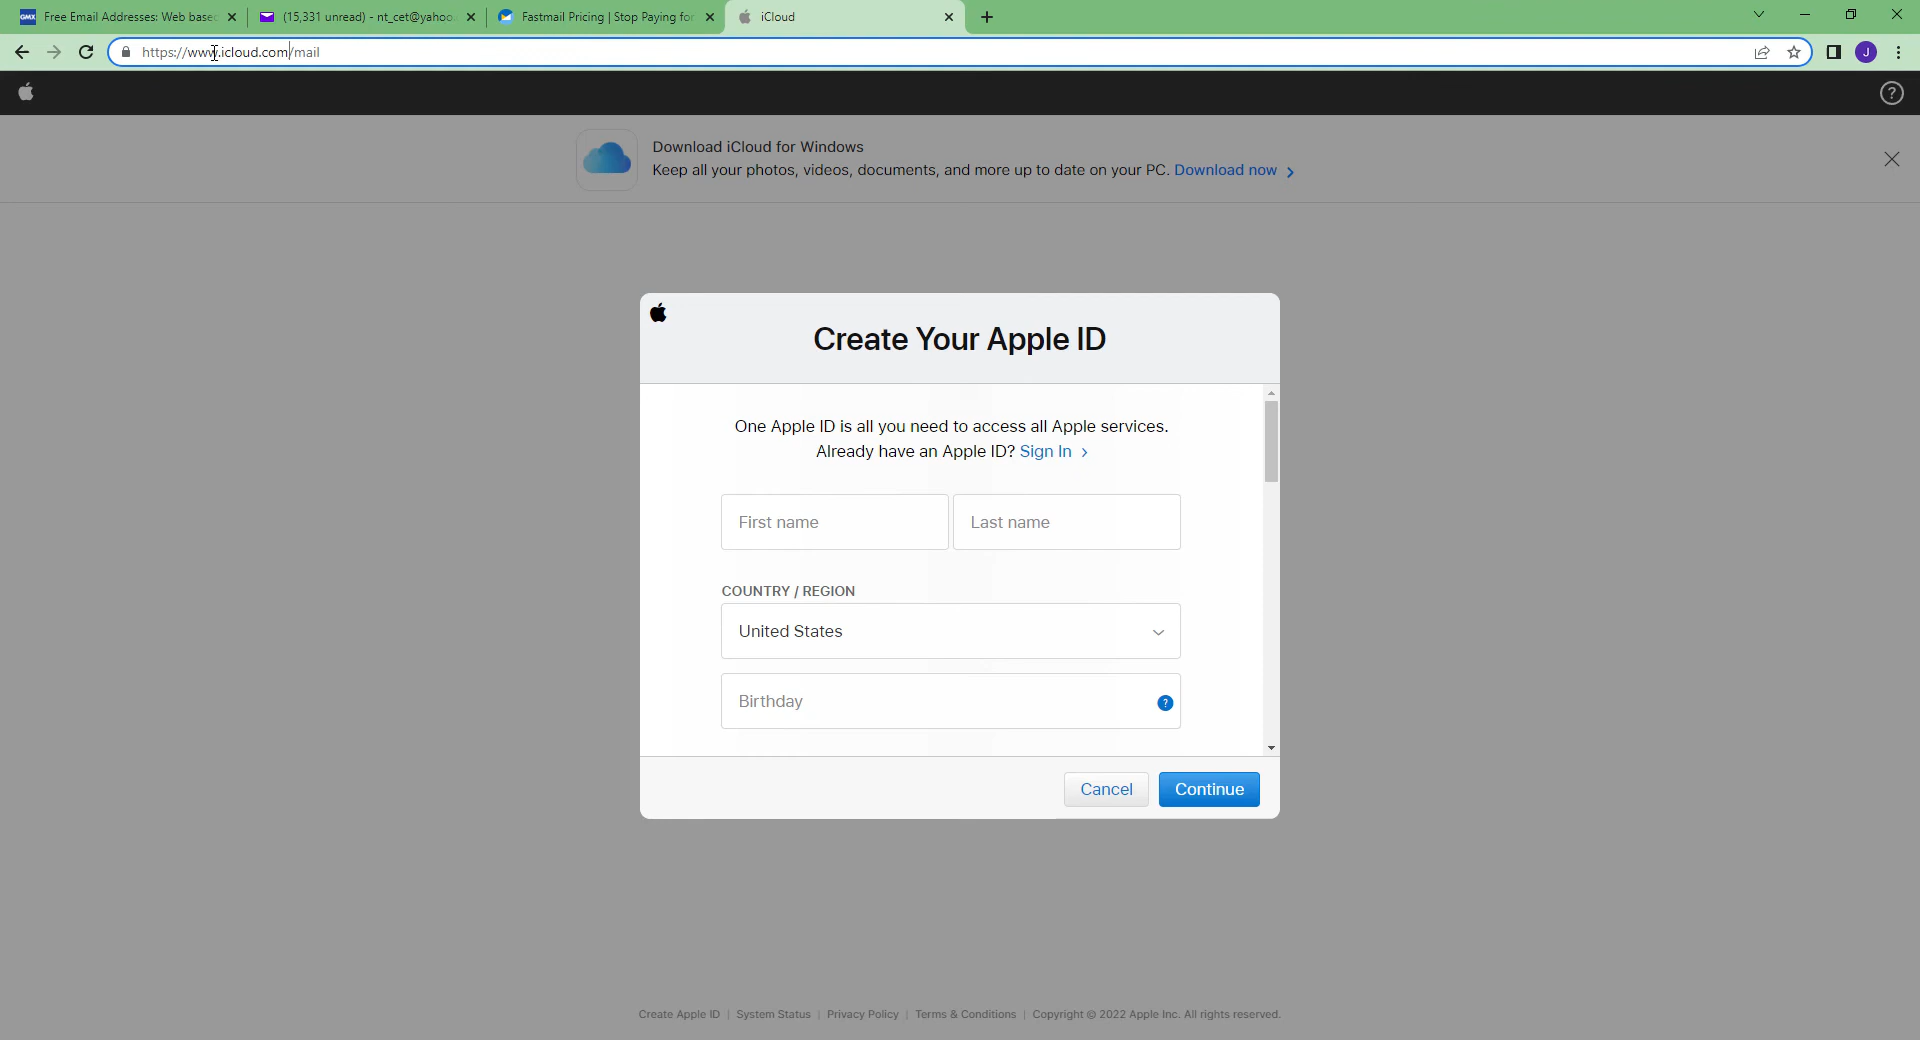 GMX Free Email Addresses: Web based
(15,331 unread) - nt_cet@yahoo.
Fastmail Pricing | Stop Paying for
iCloud
https://www.icloud.com/mail
J
?
Download iCloud for Windows
Keep all your photos, videos, documents, and more up to date on your PC. Download now
Create Your Apple ID
One Apple ID is all you need to access all Apple services.
Already have an Apple ID? Sign In
First name Last name
COUNTRY / REGION
United States
Birthday ?
Cancel Continue
Create Apple ID | System Status | Privacy Policy | Terms & Conditions | Copyright © 2022 Apple Inc. All rights reserved.